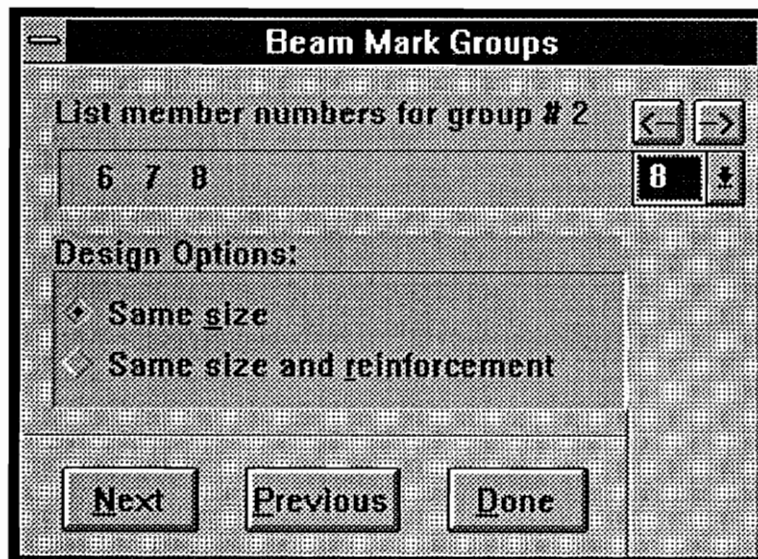 Beam Mark Groups
List member numbers for group # 2 <- ->
6 7 8 8
Design Options:
Same size
Same size and reinforcement
Next Previous Done